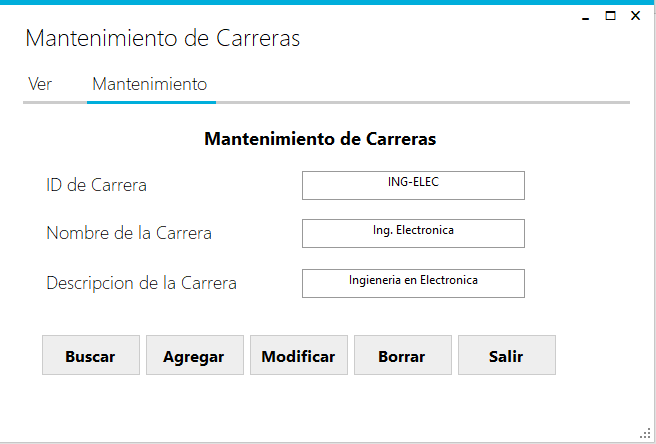 Mantenimiento de Carreras
Ver Mantenimiento
Mantenimiento de Carreras
ID de Carrera ING-ELEC
Nombre de la Carrera Ing. Electronica
Descripcion de la Carrera Ingieneria en Electronica
Buscar Agregar Modificar Borrar Salir